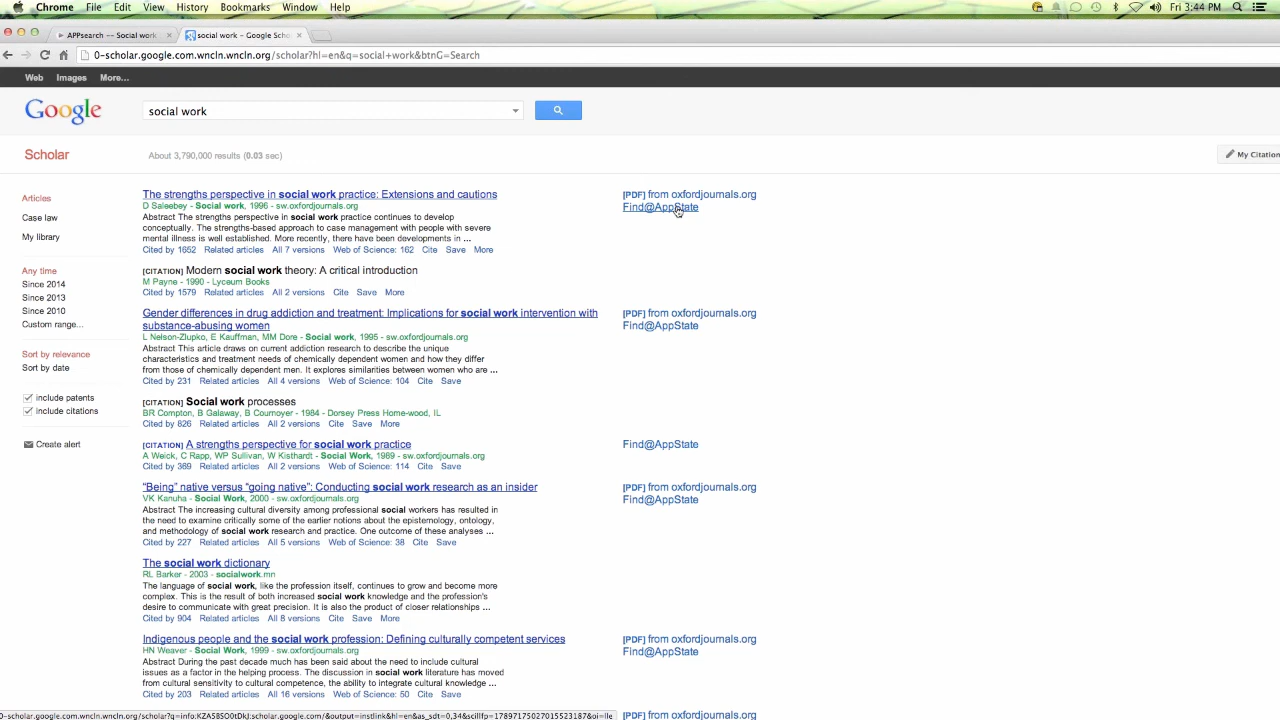 Chrome File Edit View History Bookmarks Window Help Fri 3:44 PM
APPsearch -- Social work social work - Google Scho
0-scholar.google.com.wncln.wncln.org/scholar?hl=en&q=social+work&btnG=Search
Web Images More...
Google social work
Scholar About 3,790,000 results (0.03 sec) My Citation
Articles
Case law
My library
Any time
Since 2014
Since 2013
Since 2010
Custom range...
Sort by relevance
Sort by date
include patents
include citations
Create alert
The strengths perspective in social work practice: Extensions and cautions
D Saleebey - Social work, 1996 - sw.oxfordjournals.org
Abstract The strengths perspective in social work practice continues to develop
conceptually. The strengths-based approach to case management with people with severe
mental illness is well established. More recently, there have been developments in ...
Cited by 1652 Related articles All 7 versions Web of Science: 162 Cite Save More
[PDF] from oxfordjournals.org
Find@AppState
[CITATION] Modern social work theory: A critical introduction
M Payne - 1990 - Lyceum Books
Cited by 1579 Related articles All 2 versions Cite Save More
Gender differences in drug addiction and treatment: Implications for social work intervention with
substance-abusing women
L Nelson-Zlupko, E Kauffman, MM Dore - Social work, 1995 - sw.oxfordjournals.org
Abstract This article draws on current addiction research to describe the unique
characteristics and treatment needs of chemically dependent women and how they differ
from those of chemically dependent men. It explores similarities between women who are ...
Cited by 231 Related articles All 4 versions Web of Science: 104 Cite Save
[PDF] from oxfordjournals.org
Find@AppState
[CITATION] Social work processes
BR Compton, B Galaway, B Cournoyer - 1984 - Dorsey Press Home-wood, IL
Cited by 826 Related articles All 2 versions Cite Save More
[CITATION] A strengths perspective for social work practice
A Weick, C Rapp, WP Sullivan, W Kisthardt - Social Work, 1989 - sw.oxfordjournals.org
Cited by 369 Related articles All 2 versions Web of Science: 114 Cite Save
Find@AppState
“Being” native versus “going native”: Conducting social work research as an insider
VK Kanuha - Social Work, 2000 - sw.oxfordjournals.org
Abstract The increasing cultural diversity among professional social workers has resulted in
the need to examine critically some of the earlier notions about the epistemology, ontology,
and methodology of social work research and practice. One outcome of these analyses ...
Cited by 227 Related articles All 5 versions Web of Science: 38 Cite Save
[PDF] from oxfordjournals.org
Find@AppState
The social work dictionary
RL Barker - 2003 - socialwork.mn
The language of social work, like the profession itself, continues to grow and become more
complex. This is the result of both increased social work knowledge and the profession's
desire to communicate with great precision. It is also the product of closer relationships ...
Cited by 904 Related articles All 8 versions Cite Save More
Indigenous people and the social work profession: Defining culturally competent services
HN Weaver - Social Work, 1999 - sw.oxfordjournals.org
Abstract During the past decade much has been said about the need to include cultural
issues as a factor in the helping process. The discussion in social work literature has moved
from cultural sensitivity to cultural competence, the ability to integrate cultural knowledge ...
Cited by 203 Related articles All 16 versions Web of Science: 50 Cite Save
[PDF] from oxfordjournals.org
Find@AppState
[PDF] from oxfordjournals.org